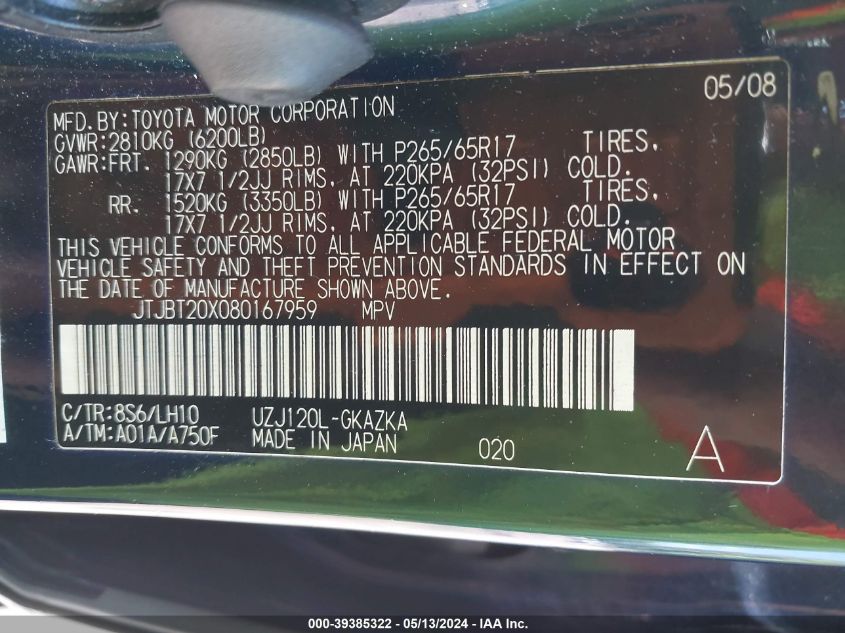 05/08
MFD.BY:TOYOTA MOTOR CORPORATION
GVWR:2810KG (6200LB)
GAWR:FRT. 1290KG (2850LB) WITH P265/65R17 TIRES,
17X7 1/2JJ RIMS, AT 220KPA (32PSI) COLD.
RR. 1520KG (3350LB) WITH P265/65R17 TIRES,
17X7 1/2JJ RIMS, AT 220KPA (32PSI) COLD.
THIS VEHICLE CONFORMS TO ALL APPLICABLE FEDERAL MOTOR
VEHICLE SAFETY AND THEFT PREVENTION STANDARDS IN EFFECT ON
THE DATE OF MANUFACTURE SHOWN ABOVE.
JTJBT20X080167959 MPV
C/TR:8S6/LH10 UZJ120L-GKAZKA
A/TM:A01A/A750F MADE IN JAPAN 020 A
000-39385322 - 05/13/2024 - IAA Inc.